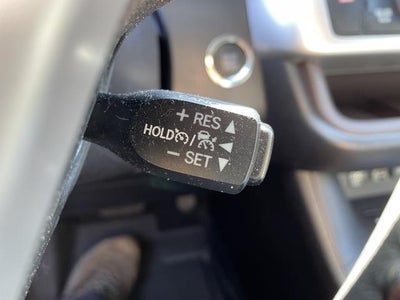 + RES
HOLD /
− SET